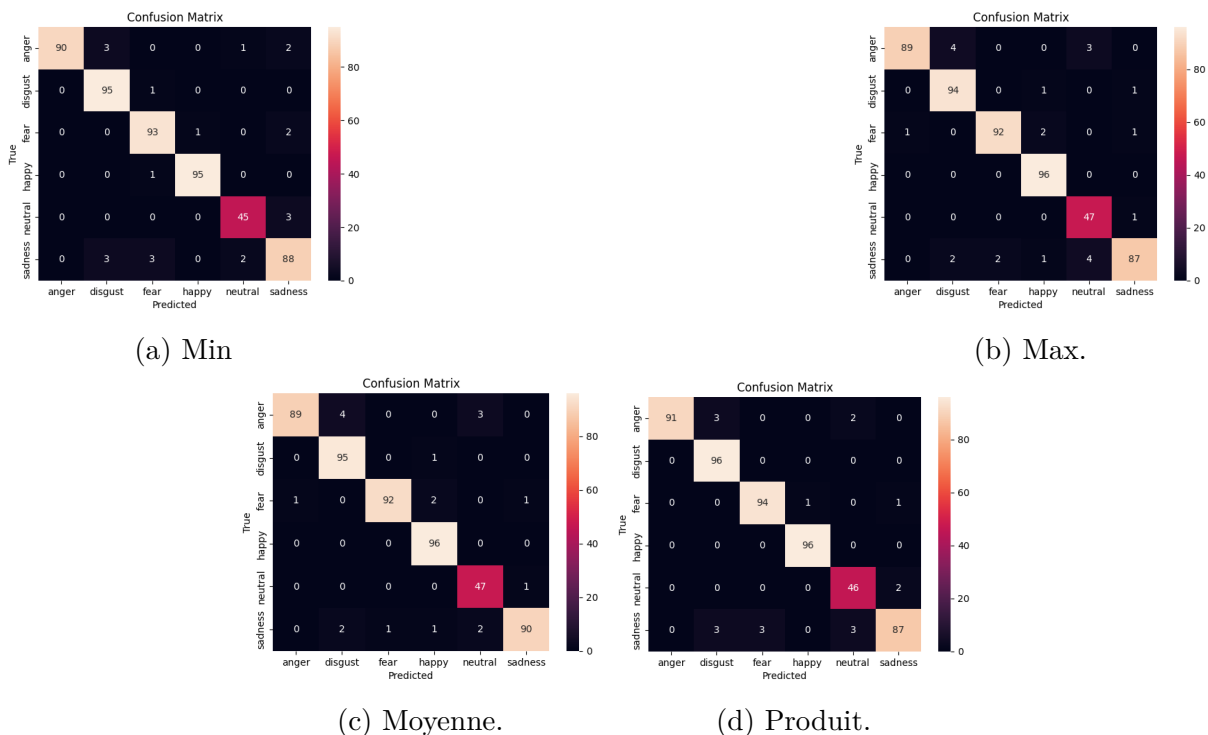 Confusion Matrix
anger 90 3 0 0 1 2
disgust 0 95 1 0 0 0
fear 0 0 93 1 0 2
happy 0 0 1 95 0 0
neutral 0 0 0 0 45 3
sadness 0 3 3 0 2 88
True
anger disgust fear happy neutral sadness
Predicted
80
60
40
20
0
(a) Min
Confusion Matrix
anger 89 4 0 0 3 0
disgust 0 94 0 1 0 1
fear 1 0 92 2 0 1
happy 0 0 0 96 0 0
neutral 0 0 0 0 47 1
sadness 0 2 2 1 4 87
True
anger disgust fear happy neutral sadness
Predicted
80
60
40
20
0
(b) Max.
Confusion Matrix
anger 89 4 0 0 3 0
disgust 0 95 0 1 0 0
fear 1 0 92 2 0 1
happy 0 0 0 96 0 0
neutral 0 0 0 0 47 1
sadness 0 2 1 1 2 90
True
anger disgust fear happy neutral sadness
Predicted
80
60
40
20
0
(c) Moyenne.
Confusion Matrix
anger 91 3 0 0 2 0
disgust 0 96 0 0 0 0
fear 0 0 94 1 0 1
happy 0 0 0 96 0 0
neutral 0 0 0 0 46 2
sadness 0 3 3 0 3 87
True
anger disgust fear happy neutral sadness
Predicted
80
60
40
20
0
(d) Produit.